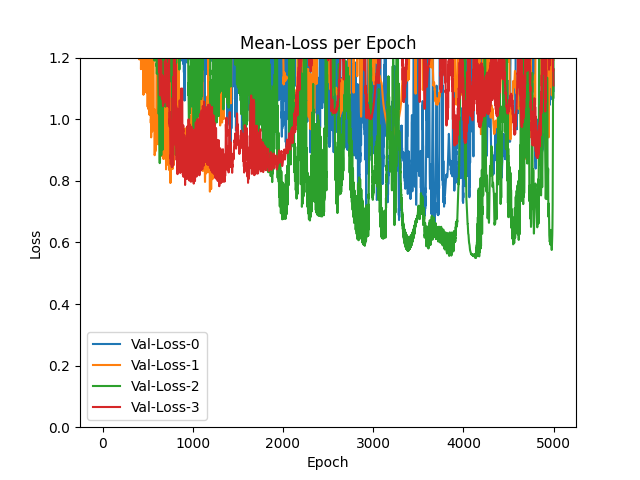 Mean-Loss per Epoch
Loss
1.2
1.0
0.8
0.6
0.4
0.2
0.0
Val-Loss-0
Val-Loss-1
Val-Loss-2
Val-Loss-3
0 1000 2000 3000 4000 5000
Epoch